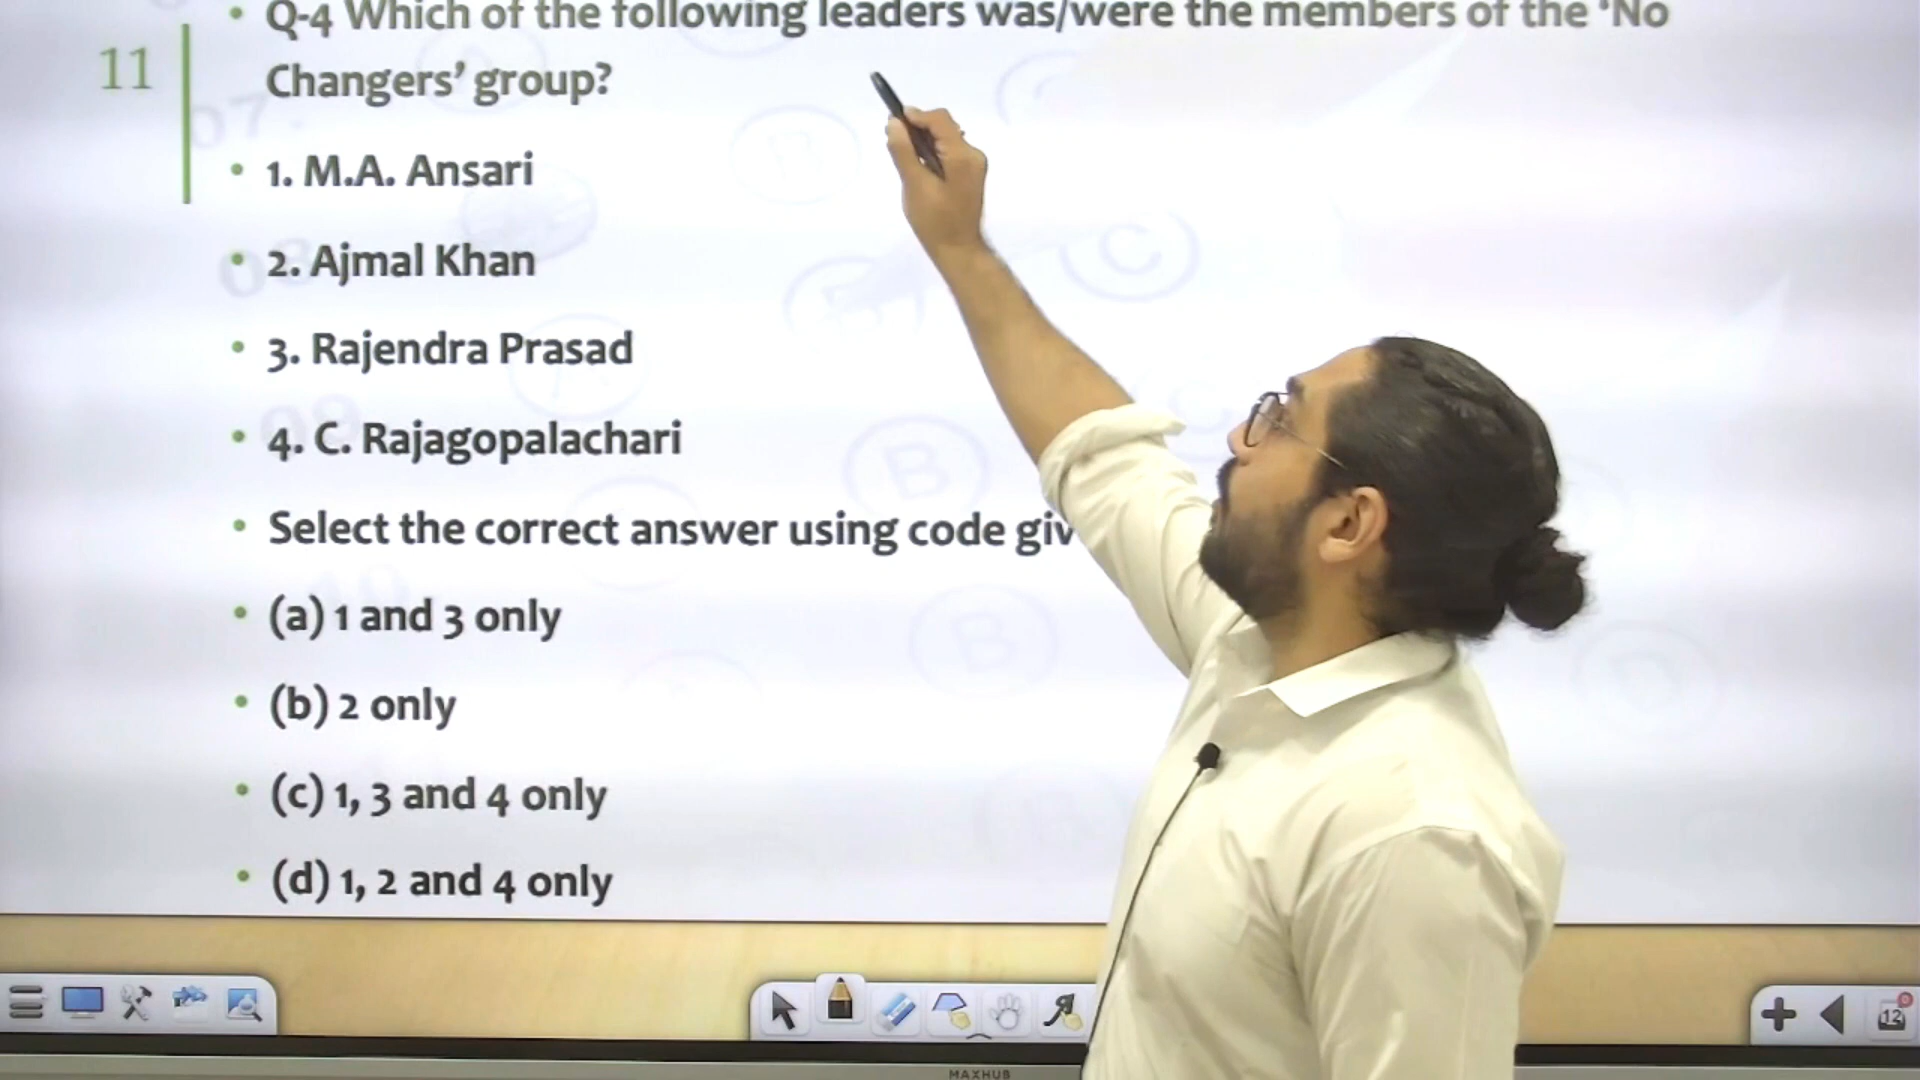 11
• Q-4 Which of the following leaders was/were the members of the ‘No
Changers’ group?
• 1. M.A. Ansari
• 2. Ajmal Khan
• 3. Rajendra Prasad
• 4. C. Rajagopalachari
• Select the correct answer using code giv
• (a) 1 and 3 only
• (b) 2 only
• (c) 1, 3 and 4 only
• (d) 1, 2 and 4 only
12
MAXHUB